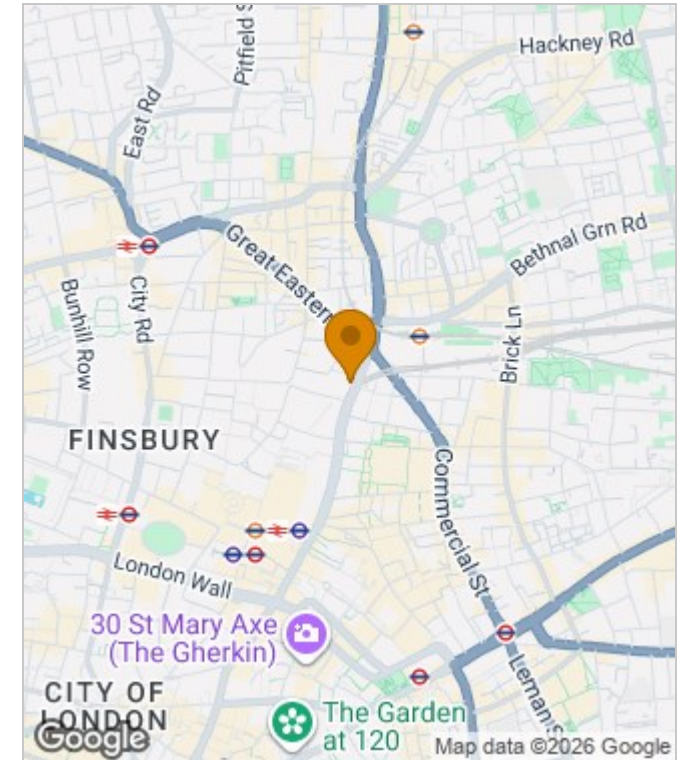 Hackney Rd
Pitfield S
East Rd
Great Eastern
Bethnal Grn Rd
Bunhill Row
City Rd
Brick Ln
FINSBURY
Commercial St
London Wall
30 St Mary Axe
(The Gherkin)
CITY OF
LONDON
The Garden
at 120
Leman S
Google
Map data ©2026 Google